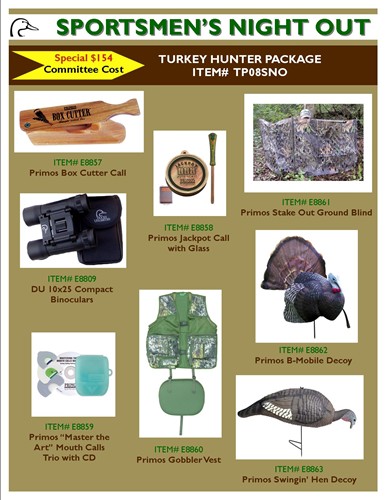 SPORTSMEN'S NIGHT OUT
Special $154
Committee Cost
TURKEY HUNTER PACKAGE
ITEM# TP08SNO
BOX CUTTER
ITEM# E8857
Primos Box Cutter Call
ITEM# E8858
Primos Jackpot Call
with Glass
ITEM# E8861
Primos Stake Out Ground Blind
ITEM# E8809
DU 10x25 Compact
Binoculars
ITEM# E8862
Primos B-Mobile Decoy
ITEM# E8859
Primos "Master the
Art" Mouth Calls
Trio with CD
ITEM# E8860
Primos Gobbler Vest
ITEM# E8863
Primos Swingin' Hen Decoy